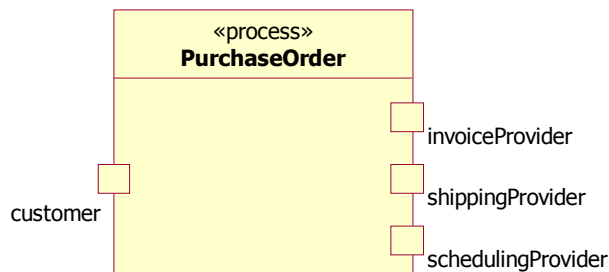 «process»
PurchaseOrder
invoiceProvider
customer
shippingProvider
schedulingProvider